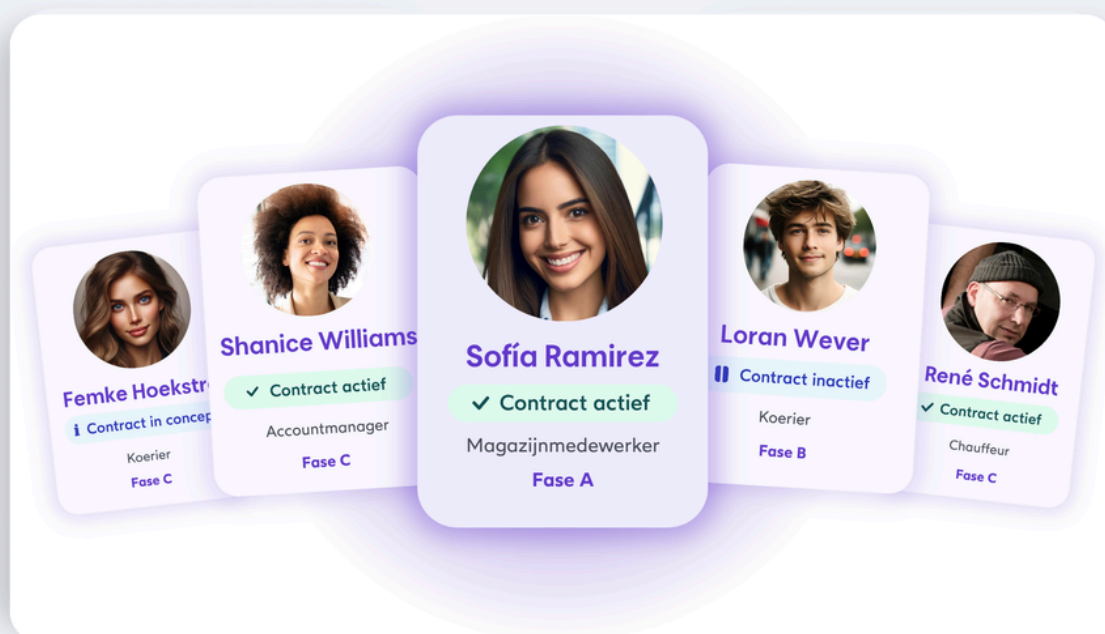 Femke Hoekstr
Contract in concep
Koerier
Fase C
Shanice Williams
Contract actief
Accountmanager
Fase C
Sofía Ramirez
Contract actief
Magazijnmedewerker
Fase A
Loran Wever
Contract inactief
Koerier
Fase B
René Schmidt
Contract actief
Chauffeur
Fase C